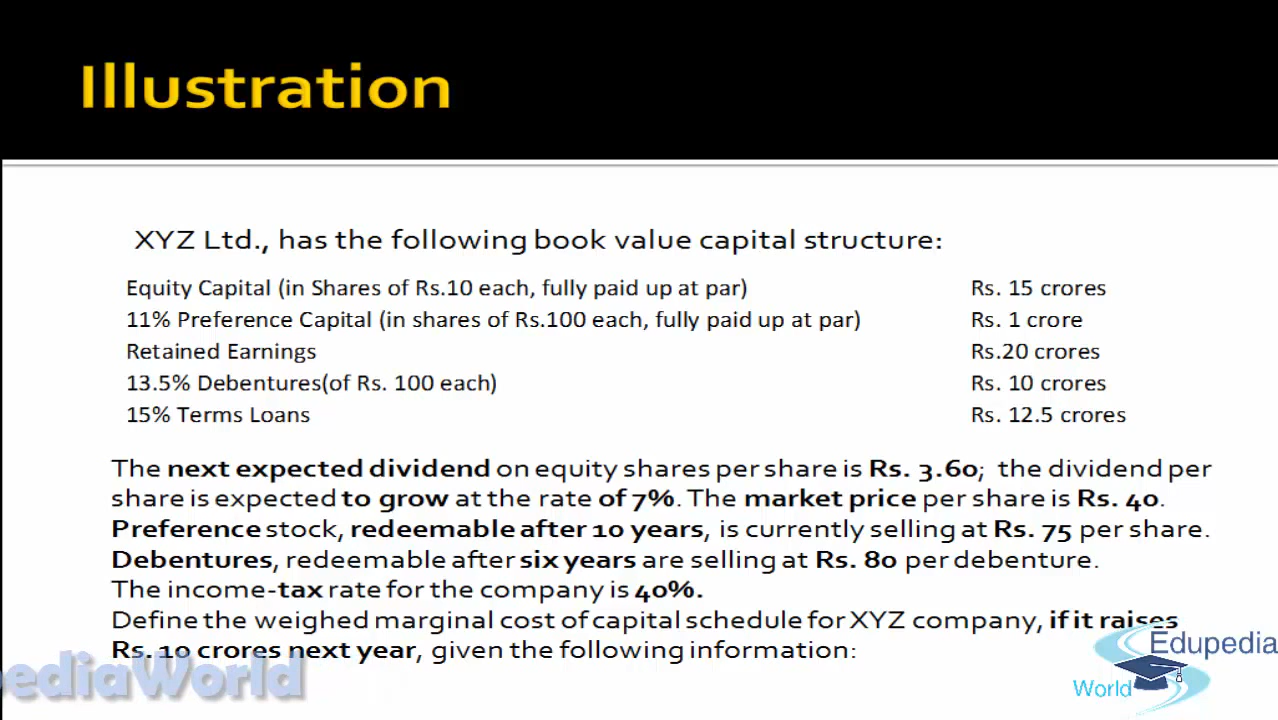 Illustration
XYZ Ltd., has the following book value capital structure:
Equity Capital (in Shares of Rs.10 each, fully paid up at par) Rs. 15 crores
11% Preference Capital (in shares of Rs.100 each, fully paid up at par) Rs. 1 crore
Retained Earnings Rs.20 crores
13.5% Debentures(of Rs. 100 each) Rs. 10 crores
15% Terms Loans Rs. 12.5 crores
The next expected dividend on equity shares per share is Rs. 3.60; the dividend per
share is expected to grow at the rate of 7%. The market price per share is Rs. 40.
Preference stock, redeemable after 10 years, is currently selling at Rs. 75 per share.
Debentures, redeemable after six years are selling at Rs. 80 per debenture.
The income-tax rate for the company is 40%.
Define the weighed marginal cost of capital schedule for XYZ company, if it raises
Rs. 10 crores next year, given the following information:
pediaWorld
Edupedia
World